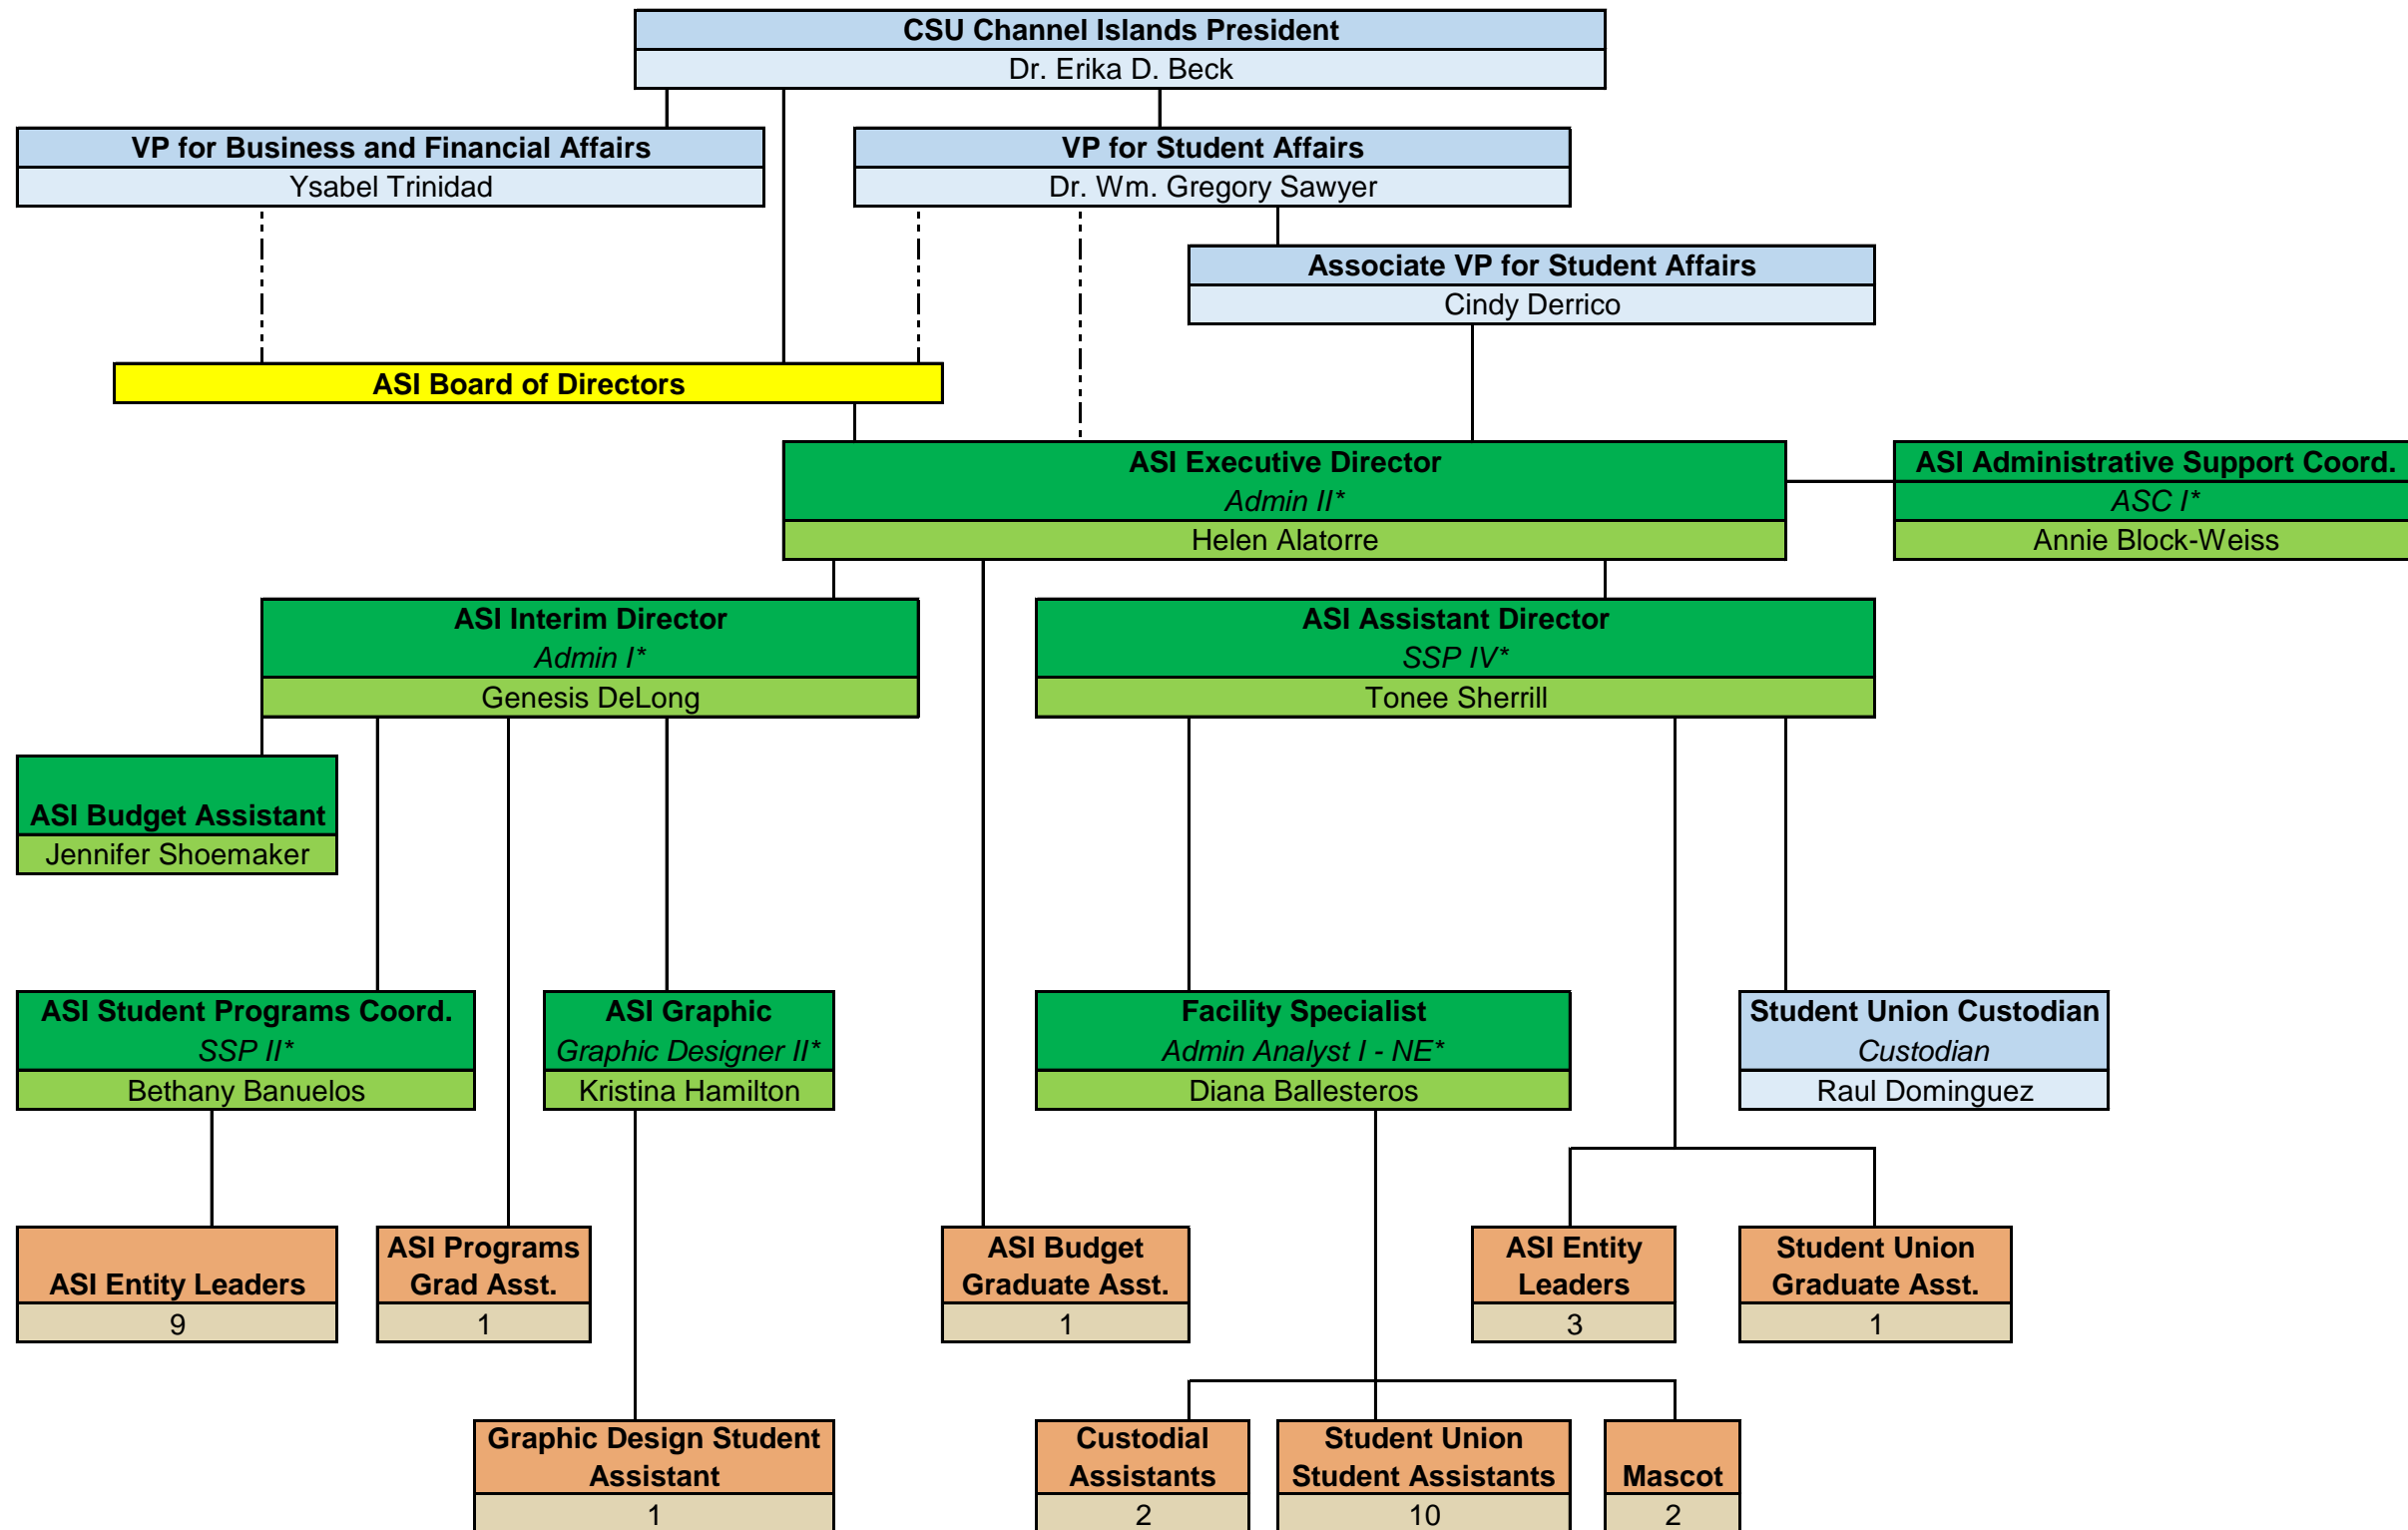 CSU Channel Islands President
Dr. Erika D. Beck
VP for Business and Financial Affairs
Ysabel Trinidad
VP for Student Affairs
Dr. Wm. Gregory Sawyer
Associate VP for Student Affairs
Cindy Derrico
ASI Board of Directors
ASI Executive Director
Admin II*
Helen Alatorre
ASI Administrative Support Coord.
ASC I*
Annie Block-Weiss
ASI Interim Director
Admin I*
Genesis DeLong
ASI Assistant Director
SSP IV*
Tonee Sherrill
ASI Budget Assistant
Jennifer Shoemaker
ASI Student Programs Coord.
SSP II*
Bethany Banuelos
ASI Graphic
Graphic Designer II*
Kristina Hamilton
Facility Specialist
Admin Analyst I - NE*
Diana Ballesteros
Student Union Custodian
Custodian
Raul Dominguez
ASI Entity Leaders
9
ASI Programs
Grad Asst.
1
ASI Budget
Graduate Asst.
1
ASI Entity
Leaders
3
Student Union
Graduate Asst.
1
Graphic Design Student
Assistant
1
Custodial
Assistants
2
Student Union
Student Assistants
10
Mascot
2